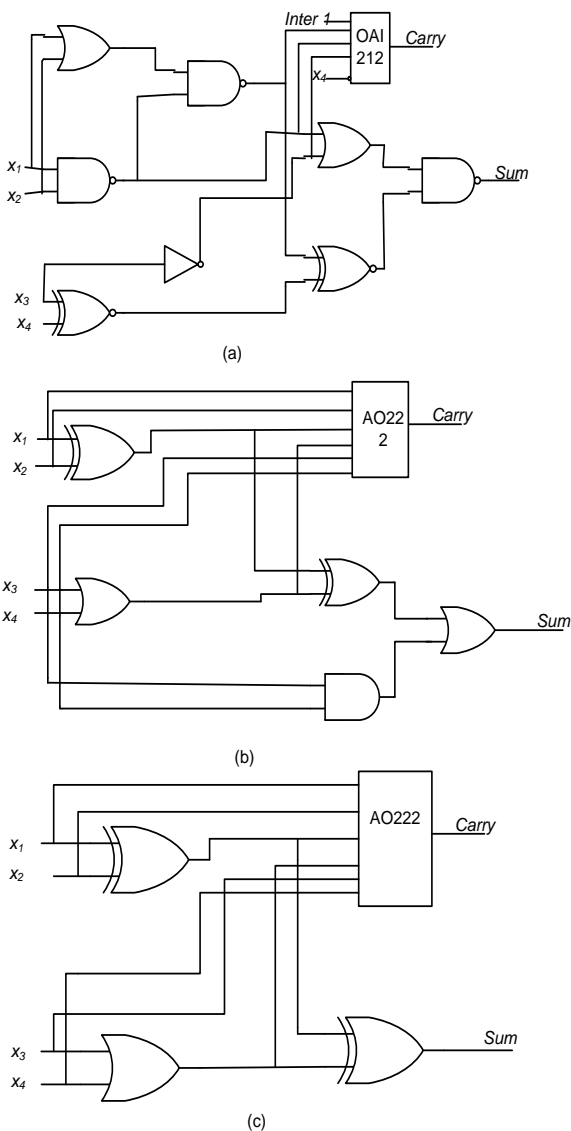 Inter 1
OAI
212
Carry
x4
x1
x2
Sum
x3
x4
(a)
AO22
2
Carry
x1
x2
x3
x4
Sum
(b)
AO222
Carry
x1
x2
x3
x4
Sum
(c)